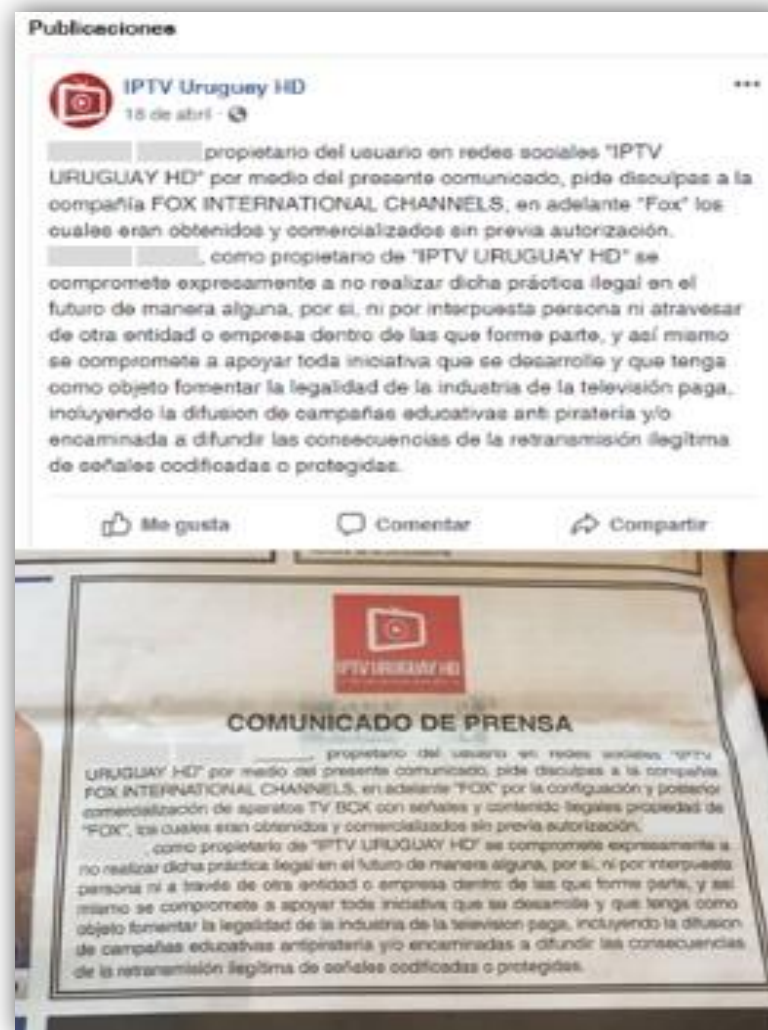 Publicaciones
IPTV Uruguay HD
18 de abril
propietario del usuario en redes sociales "IPTV
URUGUAY HD" por medio del presente comunicado, pide disculpas a la
compañía FOX INTERNATIONAL CHANNELS, en adelante "Fox" los
cuales eran obtenidos y comercializados sin previa autorización.
, como propietario de "IPTV URUGUAY HD" se
compromete expresamente a no realizar dicha práctica ilegal en el
futuro de manera alguna, por si, ni por interpuesta persona ni atravesar
de otra entidad o empresa dentro de las que forme parte, y así mismo
se compromete a apoyar toda iniciativa que se desarrolle y que tenga
como objeto fomentar la legalidad de la industria de la televisión paga,
incluyendo la difusion de campañas educativas anti piratería y/o
encaminada a difundir las consecuencias de la retransmisión ilegítima
de señales codificadas o protegidas.
Me gusta
Comentar
Compartir
IPTV URUGUAY HD
COMUNICADO DE PRENSA
propietario del usuario en redes sociales "IPTV
URUGUAY HD" por medio del presente comunicado, pide disculpas a la compañía
FOX INTERNATIONAL CHANNELS, en adelante "FOX" por la configuación y posterior
comercialización de aparatos TV BOX con señales y contenido ilegales propiedad de
"FOX", los cuales eran obtenidos y comercializados sin previa autorización.
, como propietario de "IPTV URUGUAY HD" se compromete expresamente a
no realizar dicha práctica ilegal en el futuro de manera alguna, por sí, ni por interpuesta
persona ni a través de otra entidad o empresa dentro de las que forme parte, y así
mismo se compromete a apoyar toda iniciativa que se desarrolle y que tenga como
objeto fomentar la legalidad de la industria de la television paga, incluyendo la difusion
de campañas educativas antipirateria y/o encaminadas a difundir las consecuencias
de la retransmisión ilegítima de señales codificadas o protegidas.